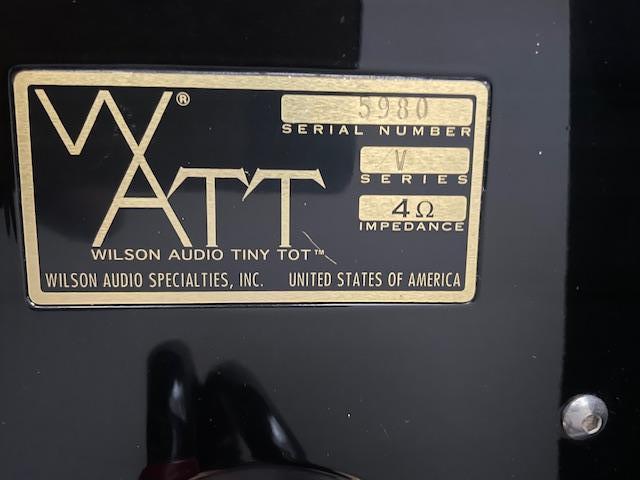 WATT®
5980
SERIAL NUMBER
V
SERIES
4Ω
IMPEDANCE
WILSON AUDIO TINY TOT™
WILSON AUDIO SPECIALTIES, INC. UNITED STATES OF AMERICA